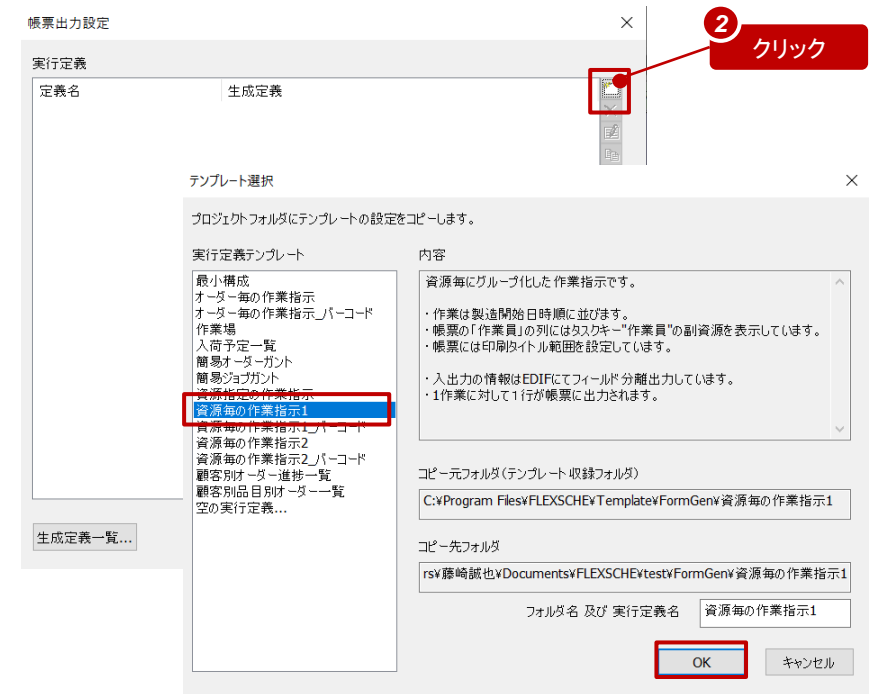 帳票出力設定
2
クリック
実行定義
定義名 生成定義
テンプレート選択
プロジェクトフォルダにテンプレートの設定をコピーします。
実行定義テンプレート
最小構成
オーダー毎の作業指示
オーダー毎の作業指示_バーコード
作業場
入荷予定一覧
簡易オーダーガント
簡易ジョブガント
資源指定の作業指示
資源毎の作業指示1
資源毎の作業指示1_バーコード
資源毎の作業指示2
資源毎の作業指示2_バーコード
顧客別オーダー進捗一覧
顧客別品目別オーダー一覧
空の実行定義...
内容
資源毎にグループ化した作業指示です。
・作業は製造開始日時順に並びます。
・帳票の「作業員」の列にはタスクキー"作業員"の副資源を表示しています。
・帳票には印刷タイトル範囲を設定しています。
・入出力の情報はEDIFにてフィールド分離出力しています。
・1作業に対して1行が帳票に出力されます。
コピー元フォルダ(テンプレート収録フォルダ)
C:¥Program Files¥FLEXSCHE¥Template¥FormGen¥資源毎の作業指示1
コピー先フォルダ
rs¥藤崎誠也¥Documents¥FLEXSCHE¥test¥FormGen¥資源毎の作業指示1
フォルダ名 及び 実行定義名 資源毎の作業指示1
生成定義一覧...
OK キャンセル